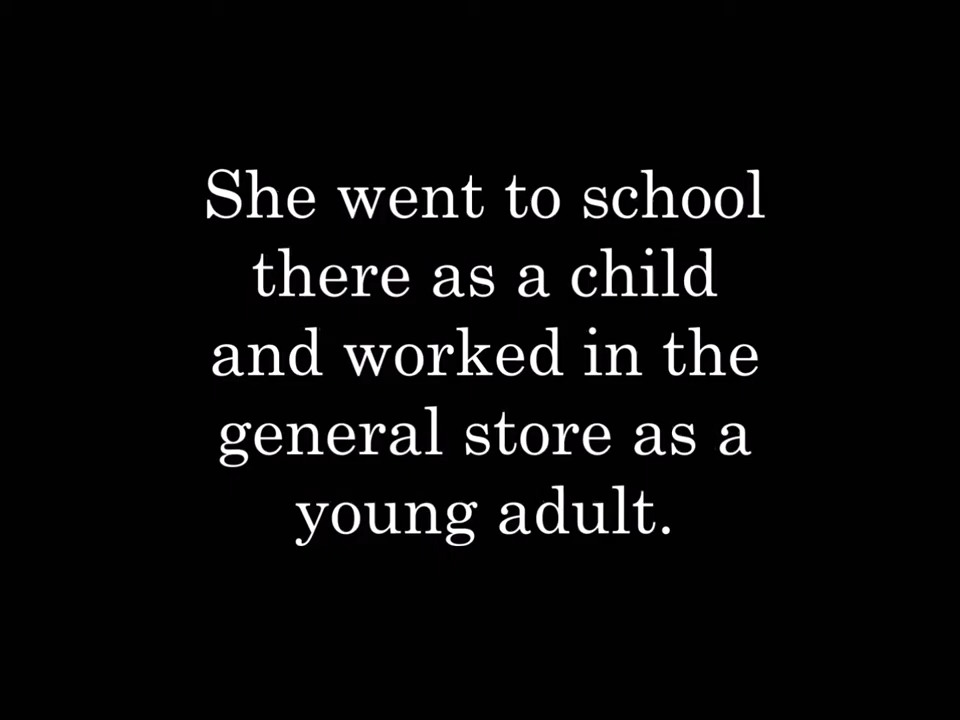 She went to school
there as a child
and worked in the
general store as a
young adult.